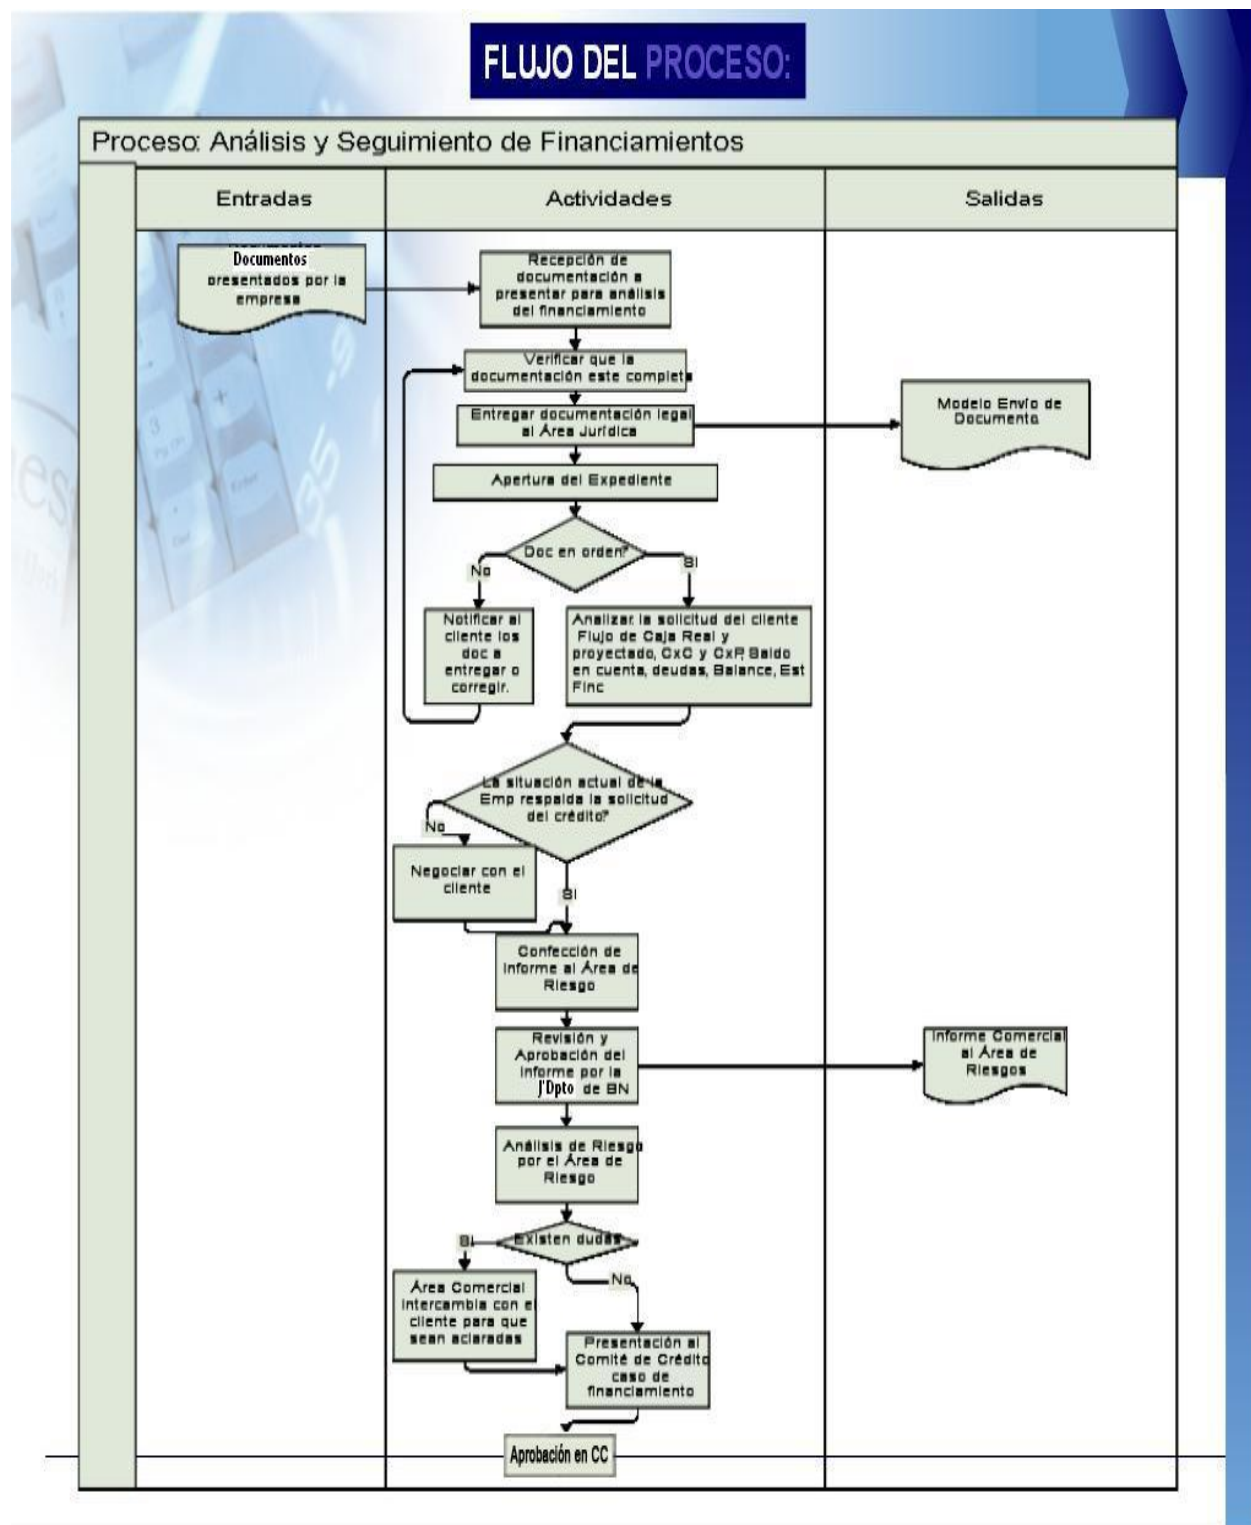 FLUJO DEL PROCESO:
Proceso: Análisis y Seguimiento de Financiamientos
Entradas
Actividades
Salidas
Documentos
presentados por la
empresa
Recepción de
documentación a
presentar para análisis
del financiamiento
Verificar que la
documentación este completa
Entregar documentación legal
al Área Jurídica
Modelo Envío de
Documenta
Apertura del Expediente
Doc en orden?
No
SI
Notificar al
cliente los
doc a
entregar o
corregir.
Analizar la solicitud del cliente
Flujo de Caja Real y
proyectado, CxC y CxP, Saldo
en cuenta, deudas, Balance, Est
Finc
La situación actual de la
Emp respalda la solicitud
del crédito?
No
Negociar con el
cliente
SI
Confección de
Informe al Área de
Riesgo
Revisión y
Aprobación del
Informe por la
J'Dpto de BN
Informe Comercial
al Área de
Riesgos
Análisis de Riesgo
por el Área de
Riesgo
Existen dudas
SI
No
Área Comercial
Intercambia con el
cliente para que
sean aclaradas
Presentación al
Comité de Crédito
caso de
financiamiento
Aprobación en CC